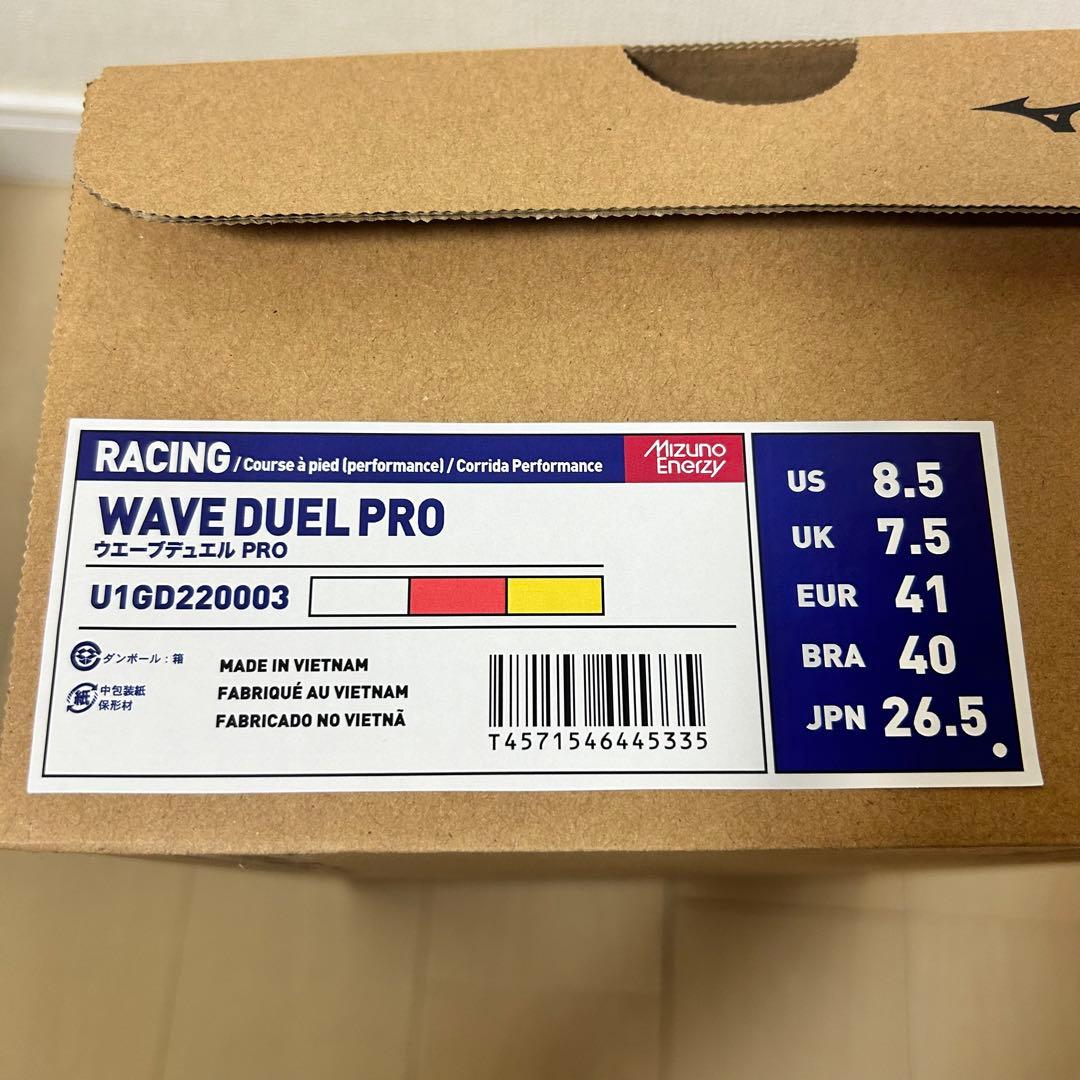 RACING / Course à pied (performance) / Corrida Performance
Mizuno
Enerzy
WAVE DUEL PRO
ウエーブデュエル PRO
U1GD220003
ダンボール：箱
紙 中包装紙
保形材
MADE IN VIETNAM
FABRIQUÉ AU VIETNAM
FABRICADO NO VIETNÃ
T4571546445335
US 8.5
UK 7.5
EUR 41
BRA 40
JPN 26.5